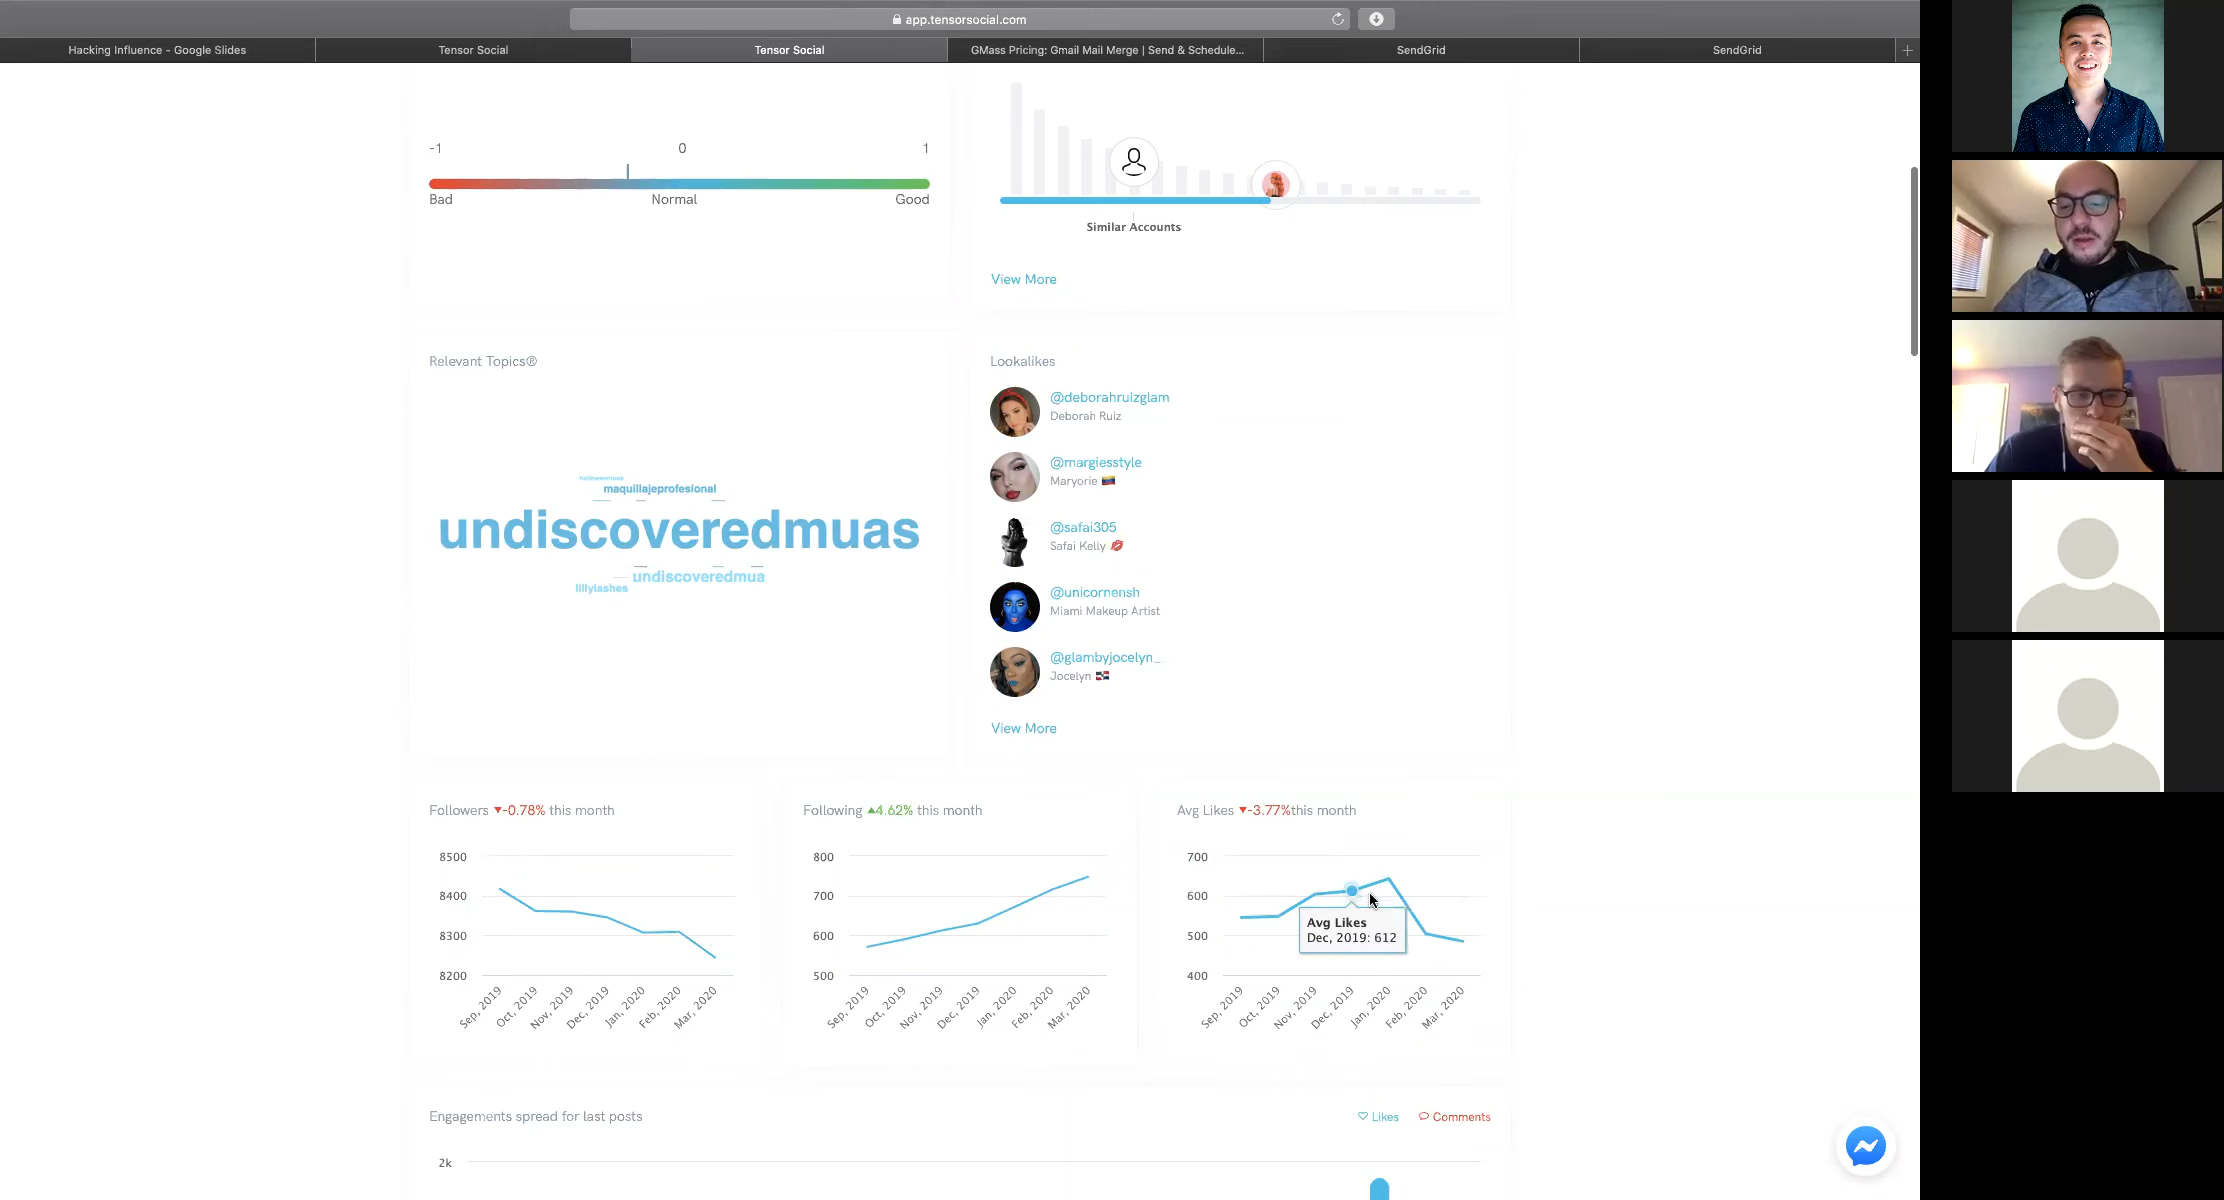 app.tensorsocial.com
Hacking Influence - Google Slides
Tensor Social
Tensor Social
GMass Pricing: Gmail Mail Merge | Send & Schedule...
SendGrid
SendGrid
-1 0 1
Bad Normal Good
Similar Accounts
View More
Relevant Topics®
maquillajeprofesional
undiscoveredmuas
undiscoveredmua
lillylashes
Lookalikes
@deborahruizglam
Deborah Ruiz
@margiesstyle
Maryorie
@safai305
Safai Kelly
@unicornensh
Miami Makeup Artist
@glambyjocelyn_
Jocelyn
View More
Followers ▼-0.78% this month
8500
8400
8300
8200
Sep, 2019 Oct, 2019 Nov, 2019 Dec, 2019 Jan, 2020 Feb, 2020 Mar, 2020
Following ▲4.62% this month
800
700
600
500
Sep, 2019 Oct, 2019 Nov, 2019 Dec, 2019 Jan, 2020 Feb, 2020 Mar, 2020
Avg Likes ▼-3.77%this month
700
600
500
400
Avg Likes
Dec, 2019: 612
Sep, 2019 Oct, 2019 Nov, 2019 Dec, 2019 Jan, 2020 Feb, 2020 Mar, 2020
Engagements spread for last posts
Likes Comments
2k